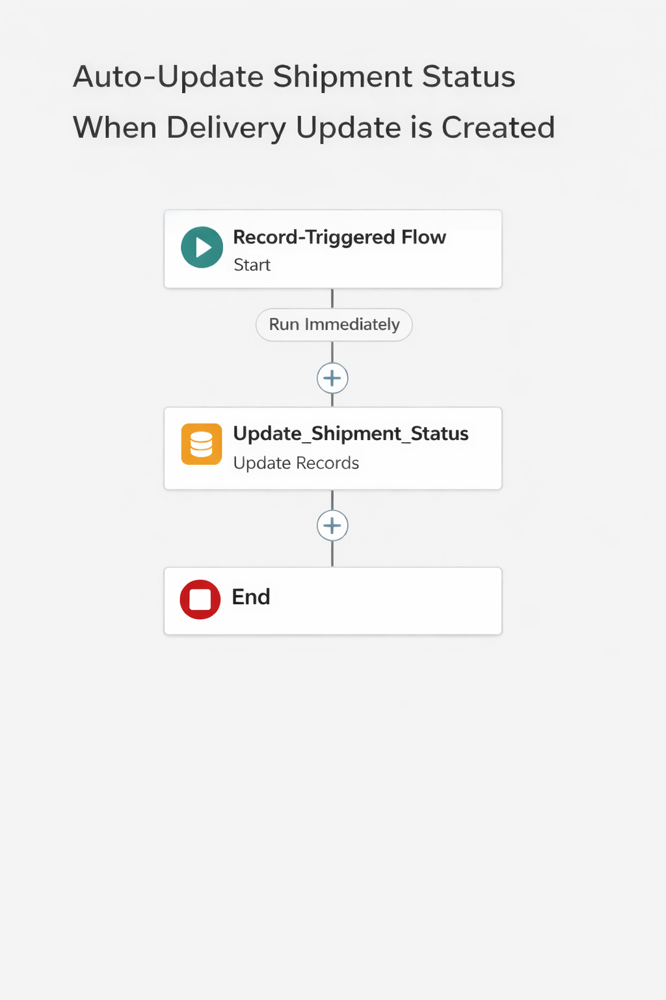 Auto-Update Shipment Status
When Delivery Update is Created
Record-Triggered Flow
Start
Run Immediately
Update_Shipment_Status
Update Records
End